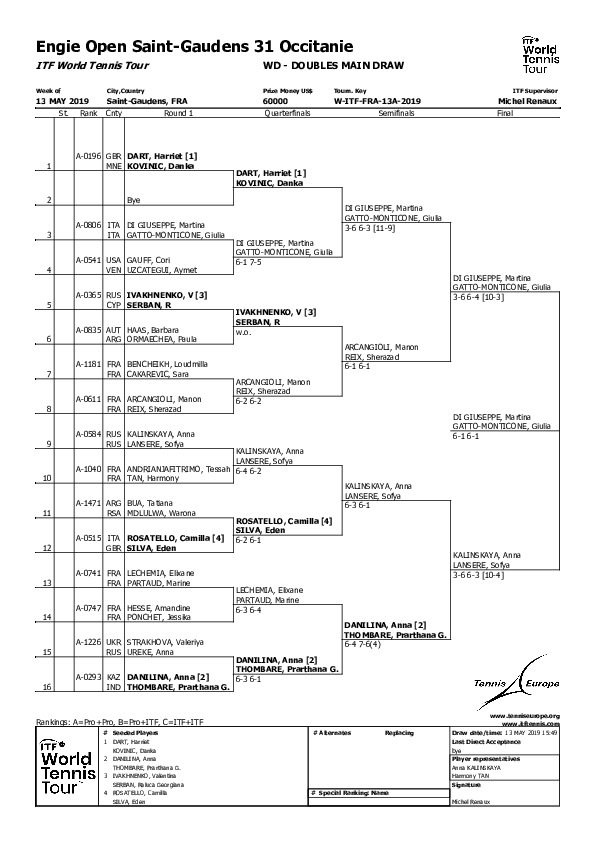 Engie Open Saint-Gaudens 31 Occitanie
ITF World Tennis Tour WD - DOUBLES MAIN DRAW
ITF World Tennis Tour
Week of City,Country Prize Money US$ Tourn. Key ITF Supervisor
13 MAY 2019 Saint-Gaudens, FRA 60000 W-ITF-FRA-13A-2019 Michel Renaux
St. Rank Cnty Round 1 Quarterfinals Semifinals Final
A-0196 GBR DART, Harriet [1]
1 MNE KOVINIC, Danka
DART, Harriet [1]
KOVINIC, Danka
2 Bye
DI GIUSEPPE, Martina
GATTO-MONTICONE, Giulia
3-6 6-3 [11-9]
A-0806 ITA DI GIUSEPPE, Martina
3 ITA GATTO-MONTICONE, Giulia
DI GIUSEPPE, Martina
GATTO-MONTICONE, Giulia
6-1 7-5
A-0541 USA GAUFF, Cori
4 VEN UZCATEGUI, Aymet
DI GIUSEPPE, Martina
GATTO-MONTICONE, Giulia
3-6 6-4 [10-3]
A-0365 RUS IVAKHNENKO, V [3]
5 CYP SERBAN, R
IVAKHNENKO, V [3]
SERBAN, R
w.o.
A-0835 AUT HAAS, Barbara
6 ARG ORMAECHEA, Paula
ARCANGIOLI, Manon
REIX, Sherazad
6-1 6-1
A-1181 FRA BENCHEIKH, Loudmilla
7 FRA CAKAREVIC, Sara
ARCANGIOLI, Manon
REIX, Sherazad
6-2 6-2
A-0611 FRA ARCANGIOLI, Manon
8 FRA REIX, Sherazad
DI GIUSEPPE, Martina
GATTO-MONTICONE, Giulia
6-1 6-1
A-0584 RUS KALINSKAYA, Anna
9 RUS LANSERE, Sofya
KALINSKAYA, Anna
LANSERE, Sofya
6-4 6-2
A-1040 FRA ANDRIANJAFITRIMO, Tessah
10 FRA TAN, Harmony
KALINSKAYA, Anna
LANSERE, Sofya
6-3 6-1
A-1471 ARG BUA, Tatiana
11 RSA MDLULWA, Warona
ROSATELLO, Camilla [4]
SILVA, Eden
6-2 6-1
A-0515 ITA ROSATELLO, Camilla [4]
12 GBR SILVA, Eden
KALINSKAYA, Anna
LANSERE, Sofya
3-6 6-3 [10-4]
A-0741 FRA LECHEMIA, Elixane
13 FRA PARTAUD, Marine
LECHEMIA, Elixane
PARTAUD, Marine
6-3 6-4
A-0747 FRA HESSE, Amandine
14 FRA PONCHET, Jessika
DANILINA, Anna [2]
THOMBARE, Prarthana G.
6-4 7-6(4)
A-1226 UKR STRAKHOVA, Valeriya
15 RUS UREKE, Anna
DANILINA, Anna [2]
THOMBARE, Prarthana G.
6-3 6-1
A-0293 KAZ DANILINA, Anna [2]
16 IND THOMBARE, Prarthana G.
Tennis Europe
www.tenniseurope.org
www.itftennis.com
Rankings: A=Pro+Pro, B=Pro+ITF, C=ITF+ITF
ITF World Tennis Tour
# Seeded Players
1 DART, Harriet
KOVINIC, Danka
2 DANILINA, Anna
THOMBARE, Prarthana G.
3 IVAKHNENKO, Valentina
SERBAN, Raluca Georgiana
4 ROSATELLO, Camilla
SILVA, Eden
# Alternates Replacing
# Special Ranking: Name
Draw date/time: 13 MAY 2019 15:49
Last Direct Acceptance
bye
Player representatives
Anna KALINSKAYA
Harmony TAN
Signature
Michel Renaux